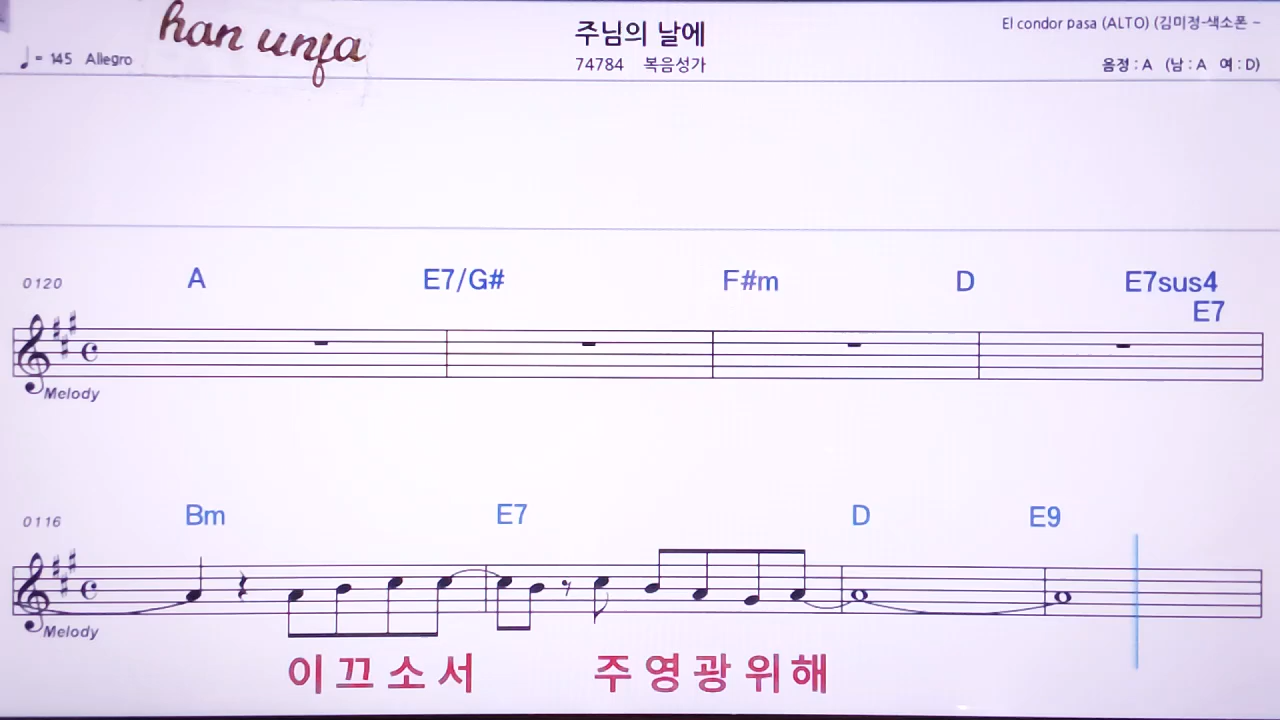 han unfa
♩= 145 Allegro
주님의 날에
74784 복음성가
El condor pasa (ALTO) (김미정-색소폰 ~
음정 : A (남 : A 여 : D)
0120
A E7/G# F#m D E7sus4
E7
Melody
0116
Bm E7 D E9
Melody
이끄소서 주영광위해